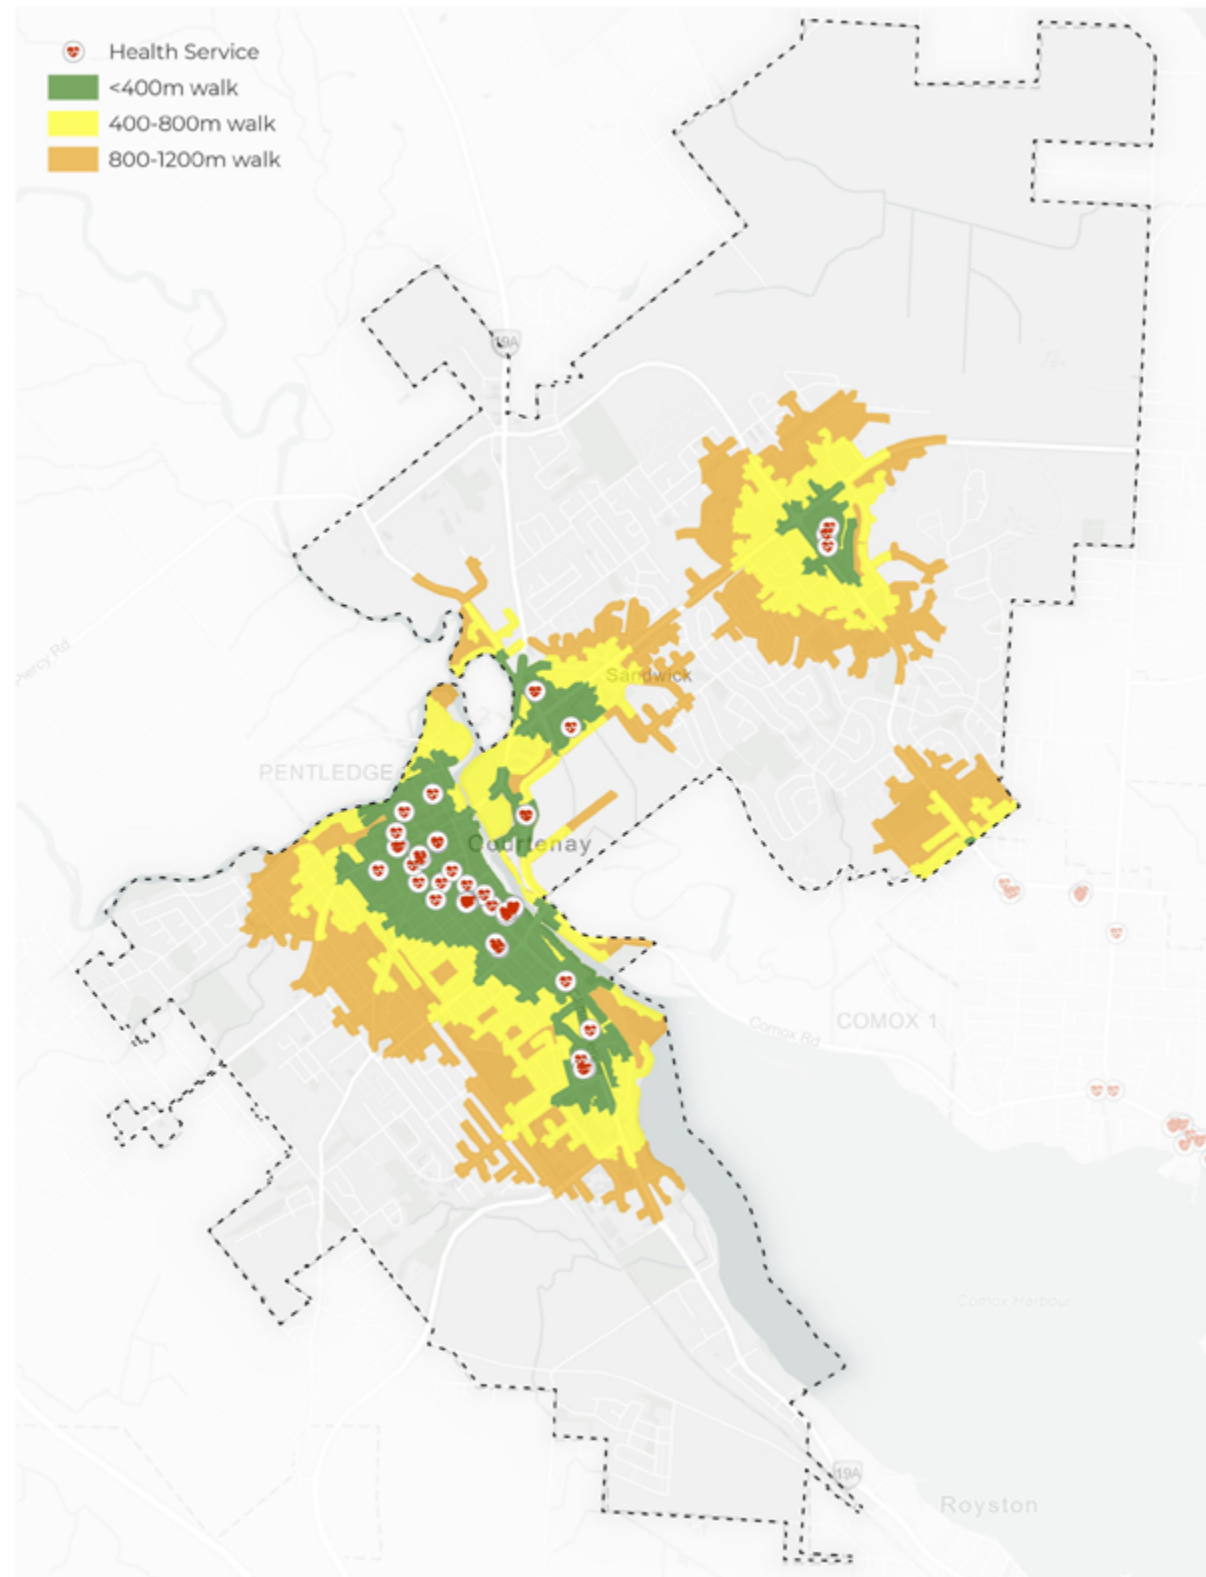 Health Service
<400m walk
400-800m walk
800-1200m walk
19A
Piercy Rd
Sandwick
PENTLEDGE
Courtenay
Comox Rd
COMOX 1
Comox Harbour
19A
Royston